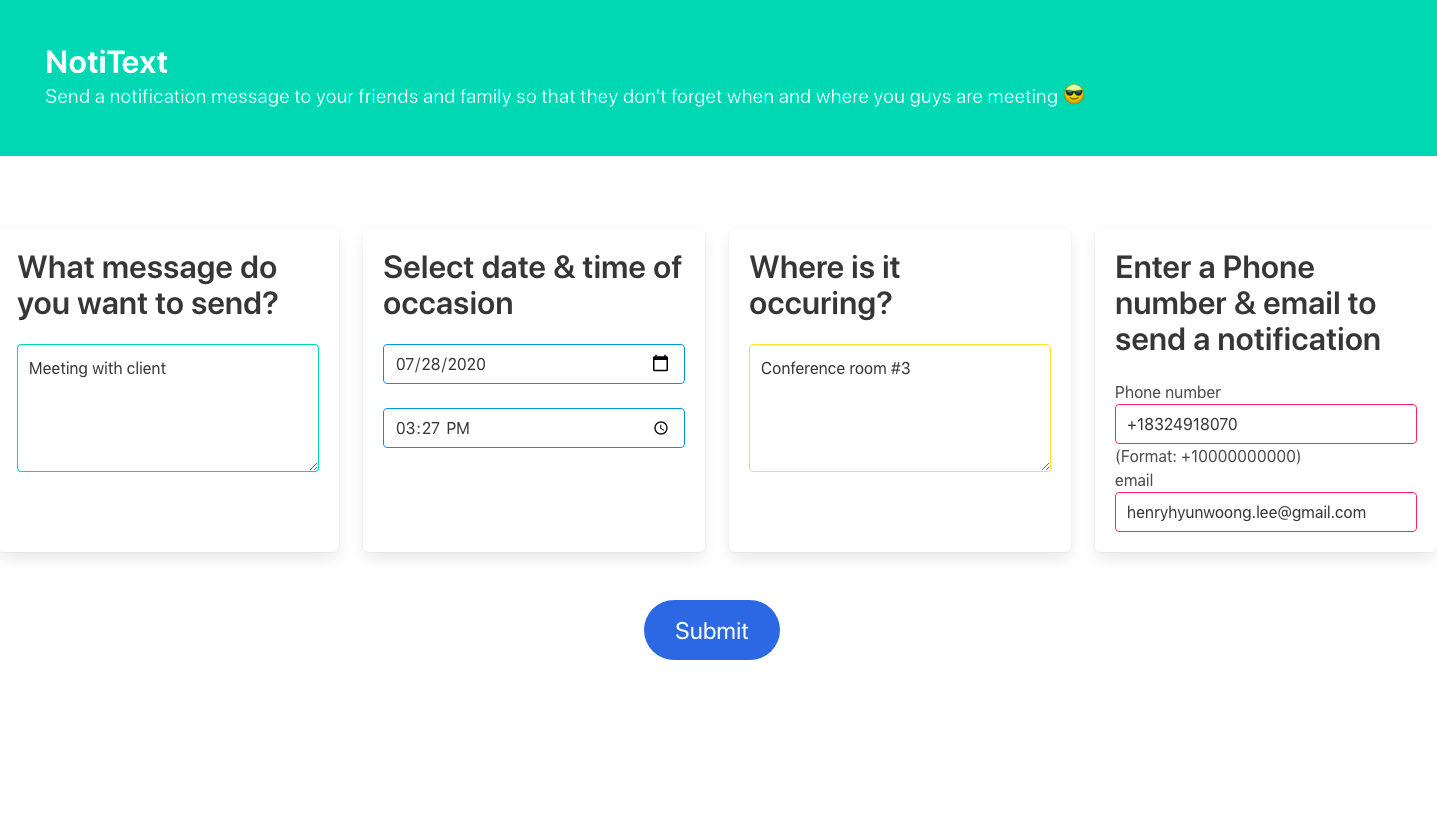 NotiText
Send a notification message to your friends and family so that they don't forget when and where you guys are meeting 😎
What message do
you want to send?
Meeting with client
Select date & time of
occasion
07/28/2020
03:27 PM
Where is it
occuring?
Conference room #3
Enter a Phone
number & email to
send a notification
Phone number
+18324918070
(Format: +10000000000)
email
henryhyunwoong.lee@gmail.com
Submit